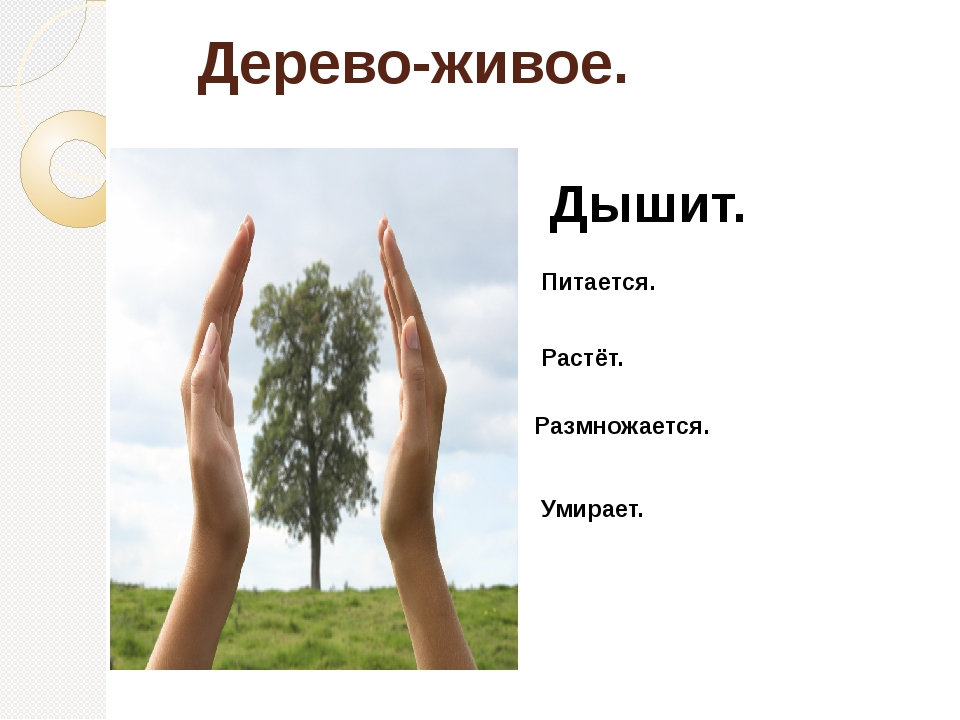 Дерево-живое.
Дышит.
Питается.
Растёт.
Размножается.
Умирает.